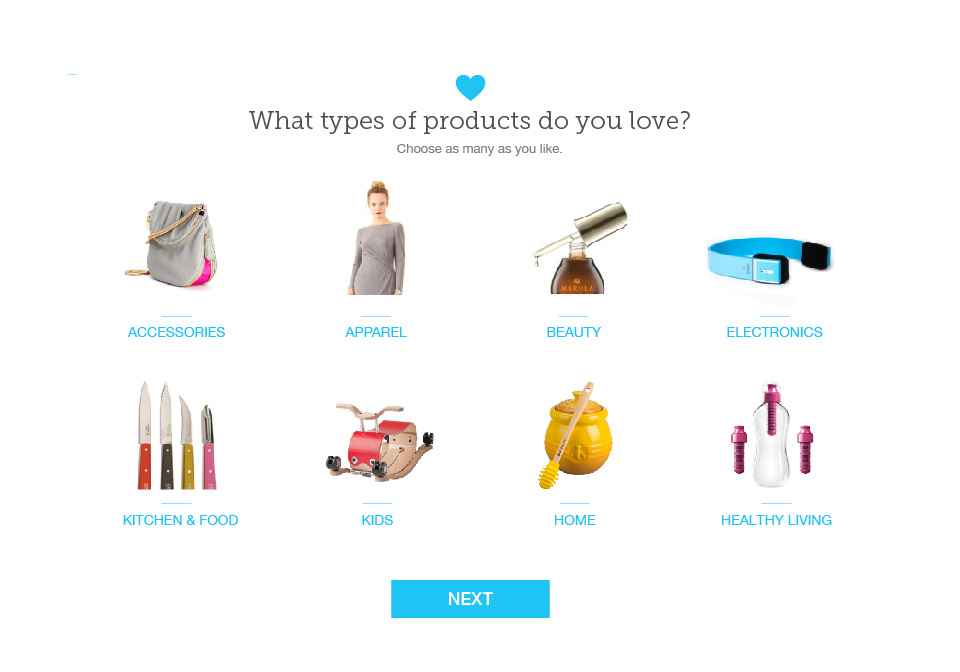 What types of products do you love?
Choose as many as you like.
MARULA
ACCESSORIES
APPAREL
BEAUTY
ELECTRONICS
KITCHEN & FOOD
KIDS
HOME
HEALTHY LIVING
NEXT